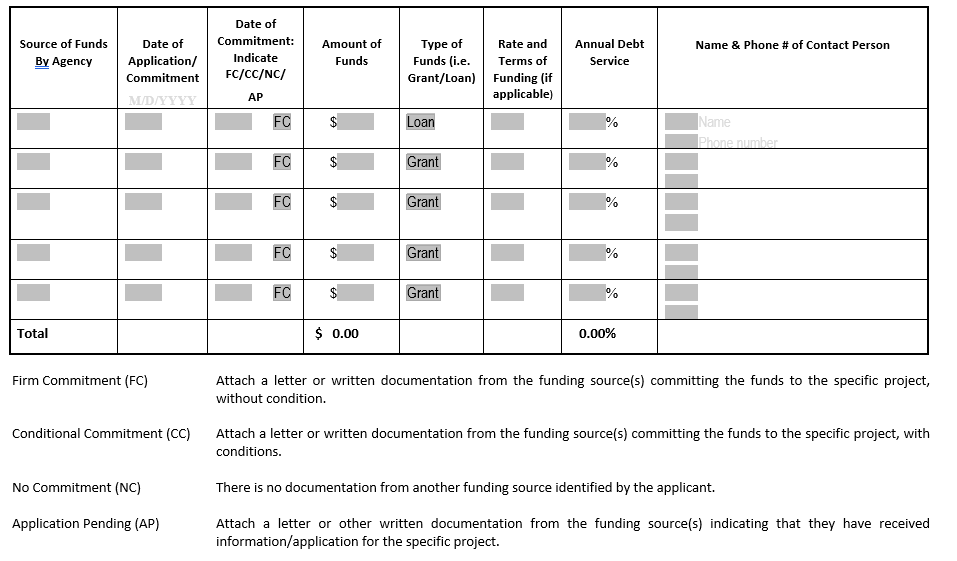 Source of Funds
By Agency
Date of
Application/
Commitment
M/D/YYYY
Date of
Commitment:
Indicate
FC/CC/NC/
AP
Amount of
Funds
Type of
Funds (i.e.
Grant/Loan)
Rate and
Terms of
Funding (if
applicable)
Annual Debt
Service
Name & Phone # of Contact Person
FC $ Loan % Name
Phone number
FC $ Grant %
FC $ Grant %
FC $ Grant %
FC $ Grant %
Total $ 0.00 0.00%
Firm Commitment (FC) Attach a letter or written documentation from the funding source(s) committing the funds to the specific project,
without condition.
Conditional Commitment (CC) Attach a letter or written documentation from the funding source(s) committing the funds to the specific project, with
conditions.
No Commitment (NC) There is no documentation from another funding source identified by the applicant.
Application Pending (AP) Attach a letter or other written documentation from the funding source(s) indicating that they have received
information/application for the specific project.